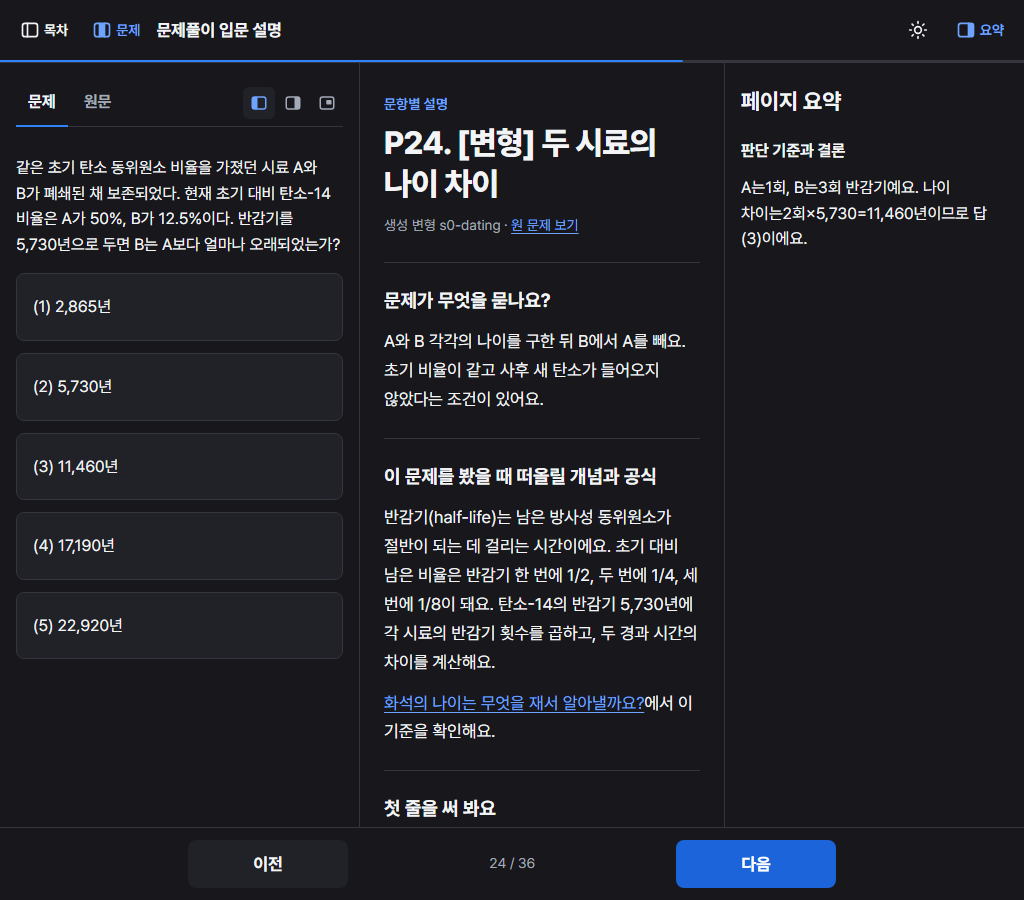 목차
문제
문제풀이 입문 설명
요약
문제
원문
같은 초기 탄소 동위원소 비율을 가졌던 시료 A와
B가 폐쇄된 채 보존되었다. 현재 초기 대비 탄소-14
비율은 A가 50%, B가 12.5%이다. 반감기를
5,730년으로 두면 B는 A보다 얼마나 오래되었는가?
(1) 2,865년
(2) 5,730년
(3) 11,460년
(4) 17,190년
(5) 22,920년
문항별 설명
P24. [변형] 두 시료의
나이 차이
생성 변형 s0-dating · 원 문제 보기
문제가 무엇을 묻나요?
A와 B 각각의 나이를 구한 뒤 B에서 A를 빼요.
초기 비율이 같고 사후 새 탄소가 들어오지
않았다는 조건이 있어요.
이 문제를 봤을 때 떠올릴 개념과 공식
반감기(half-life)는 남은 방사성 동위원소가
절반이 되는 데 걸리는 시간이에요. 초기 대비
남은 비율은 반감기 한 번에 1/2, 두 번에 1/4, 세
번에 1/8이 돼요. 탄소-14의 반감기 5,730년에
각 시료의 반감기 횟수를 곱하고, 두 경과 시간의
차이를 계산해요.
화석의 나이는 무엇을 재서 알아낼까요?에서 이
기준을 확인해요.
첫 줄을 써 봐요
페이지 요약
판단 기준과 결론
A는1회, B는3회 반감기예요. 나이
차이는2회×5,730=11,460년이므로 답
(3)이에요.
이전
24 / 36
다음